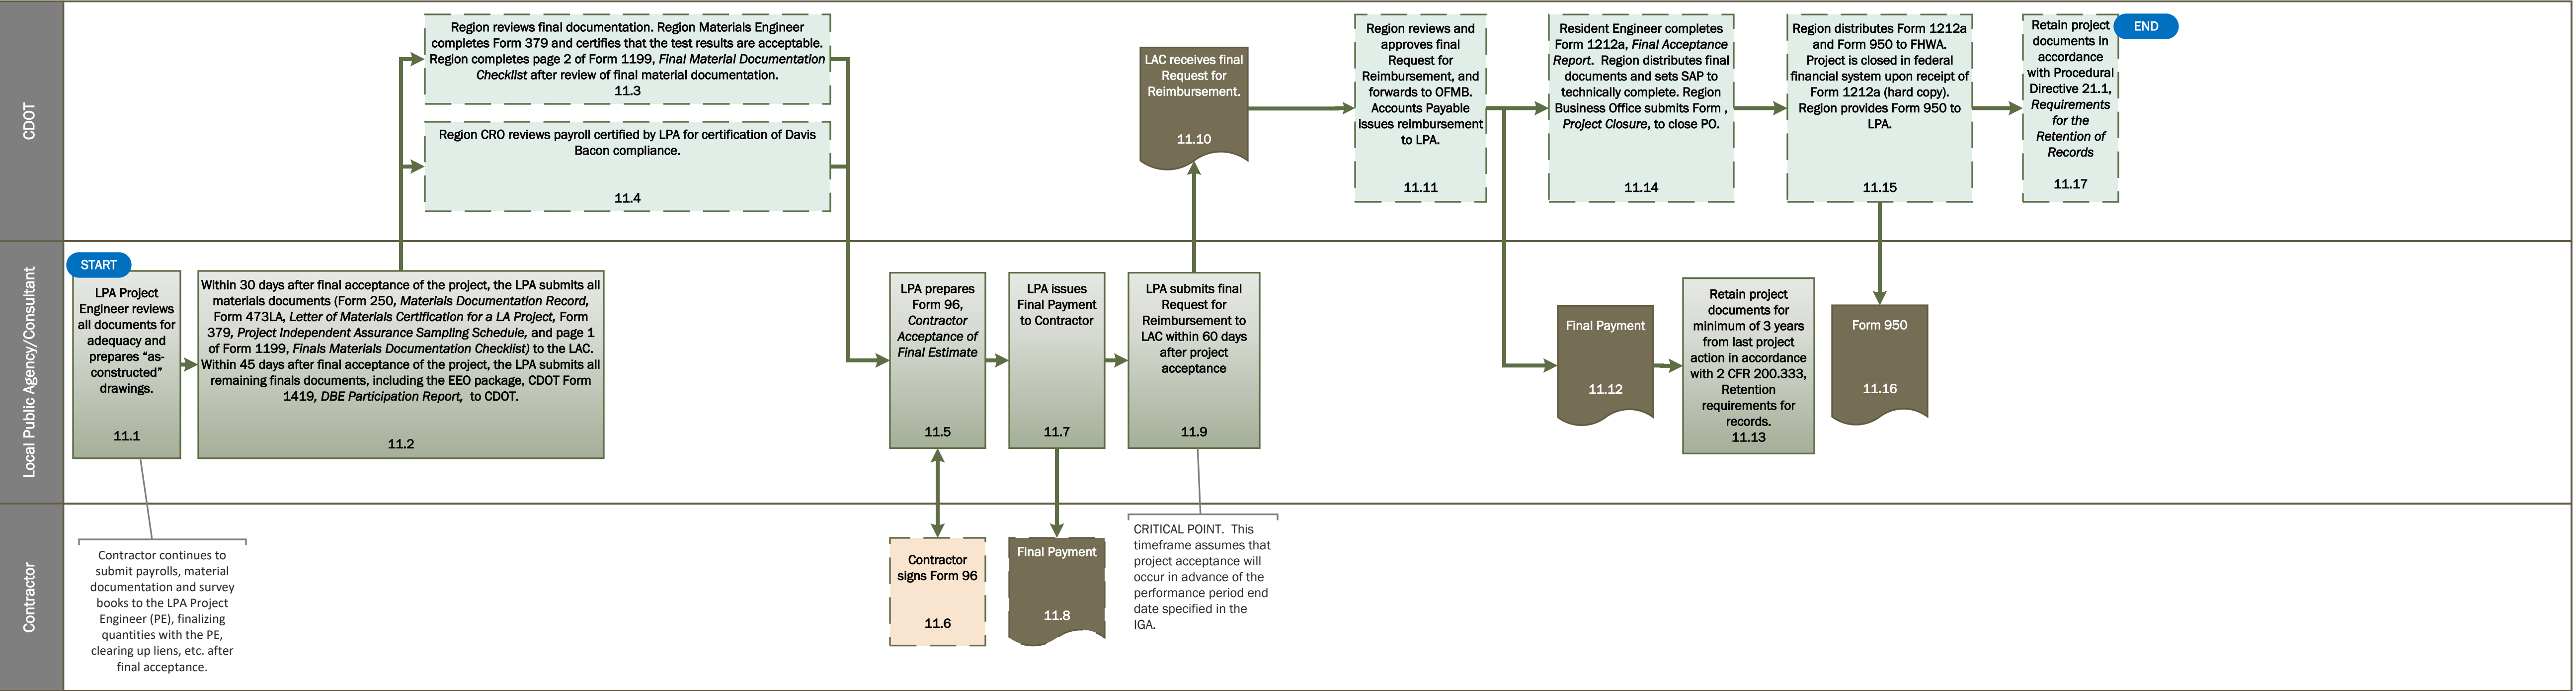 CDOT
Region reviews final documentation. Region Materials Engineer
completes Form 379 and certifies that the test results are acceptable.
Region completes page 2 of Form 1199, Final Material Documentation
Checklist after review of final material documentation.
11.3
Region CRO reviews payroll certified by LPA for certification of Davis
Bacon compliance.
11.4
LAC receives final
Request for
Reimbursement.
11.10
Region reviews and
approves final
Request for
Reimbursement, and
forwards to OFMB.
Accounts Payable
issues reimbursement
to LPA.
11.11
Resident Engineer completes
Form 1212a, Final Acceptance
Report. Region distributes final
documents and sets SAP to
technically complete. Region
Business Office submits Form ,
Project Closure, to close PO.
11.14
Region distributes Form 1212a
and Form 950 to FHWA.
Project is closed in federal
financial system upon receipt of
Form 1212a (hard copy).
Region provides Form 950 to
LPA.
11.15
Retain project
documents in
accordance
with Procedural
Directive 21.1,
Requirements
for the
Retention of
Records
11.17
END
Local Public Agency/Consultant
START
LPA Project
Engineer reviews
all documents for
adequacy and
prepares “as-
constructed”
drawings.
11.1
Within 30 days after final acceptance of the project, the LPA submits all
materials documents (Form 250, Materials Documentation Record,
Form 473LA, Letter of Materials Certification for a LA Project, Form
379, Project Independent Assurance Sampling Schedule, and page 1
of Form 1199, Finals Materials Documentation Checklist) to the LAC.
Within 45 days after final acceptance of the project, the LPA submits all
remaining finals documents, including the EEO package, CDOT Form
1419, DBE Participation Report, to CDOT.
11.2
LPA prepares
Form 96,
Contractor
Acceptance of
Final Estimate
11.5
LPA issues
Final Payment
to Contractor
11.7
LPA submits final
Request for
Reimbursement to
LAC within 60 days
after project
acceptance
11.9
Final Payment
11.12
Retain project
documents for
minimum of 3 years
from last project
action in accordance
with 2 CFR 200.333,
Retention
requirements for
records.
11.13
Form 950
11.16
Contractor
Contractor continues to
submit payrolls, material
documentation and survey
books to the LPA Project
Engineer (PE), finalizing
quantities with the PE,
clearing up liens, etc. after
final acceptance.
Contractor
signs Form 96
11.6
Final Payment
11.8
CRITICAL POINT. This
timeframe assumes that
project acceptance will
occur in advance of the
performance period end
date specified in the
IGA.